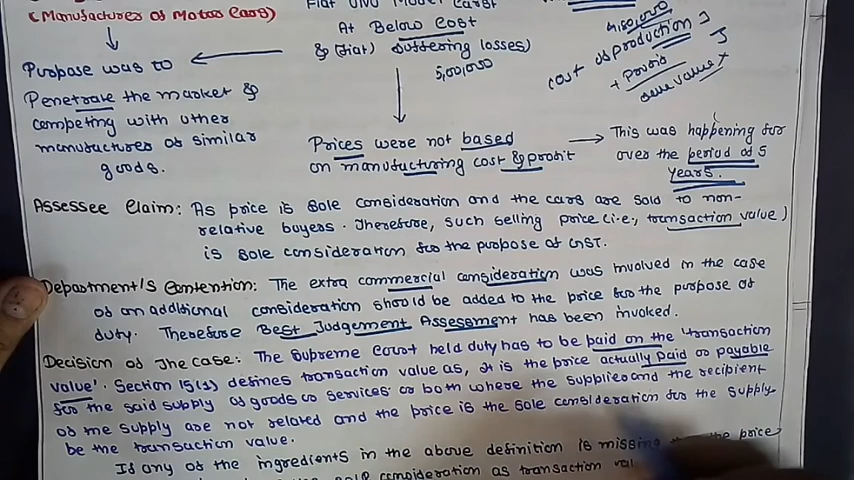 (Manufactures of Motor Cars)
Fiat UNO Model Cars.
At Below Cost
& (Fiat) suffering losses)
5,00,000
4,80,000
cost of production
+ Profit
sale value
Purpose was to
Penetrate the market &
competing with other
manufactures of similar
goods.
Prices were not based
on manufacturing cost & profit
This was happening for
over the period of 5
years.
Assessee Claim: As price is sole consideration and the cars are sold to non-
relative buyers. Therefore, such selling price (i.e., transaction value)
is sole consideration for the purpose of GST.
Department's Contention: The extra commercial consideration was involved in the case
of an additional consideration should be added to the price for the purpose of
duty. Therefore Best Judgement Assessment has been invoked.
Decision of The case: The Supreme Court held duty has to be paid on the 'transaction
value'. Section 15(1) defines transaction value as, it is the price actually paid or payable
for the said supply of goods or services or both where the supplier and the recipient
of the supply are not related and the price is the sole consideration for the supply
be the transaction value.
If any of the ingredients in the above definition is missing the price
sole consideration as transaction